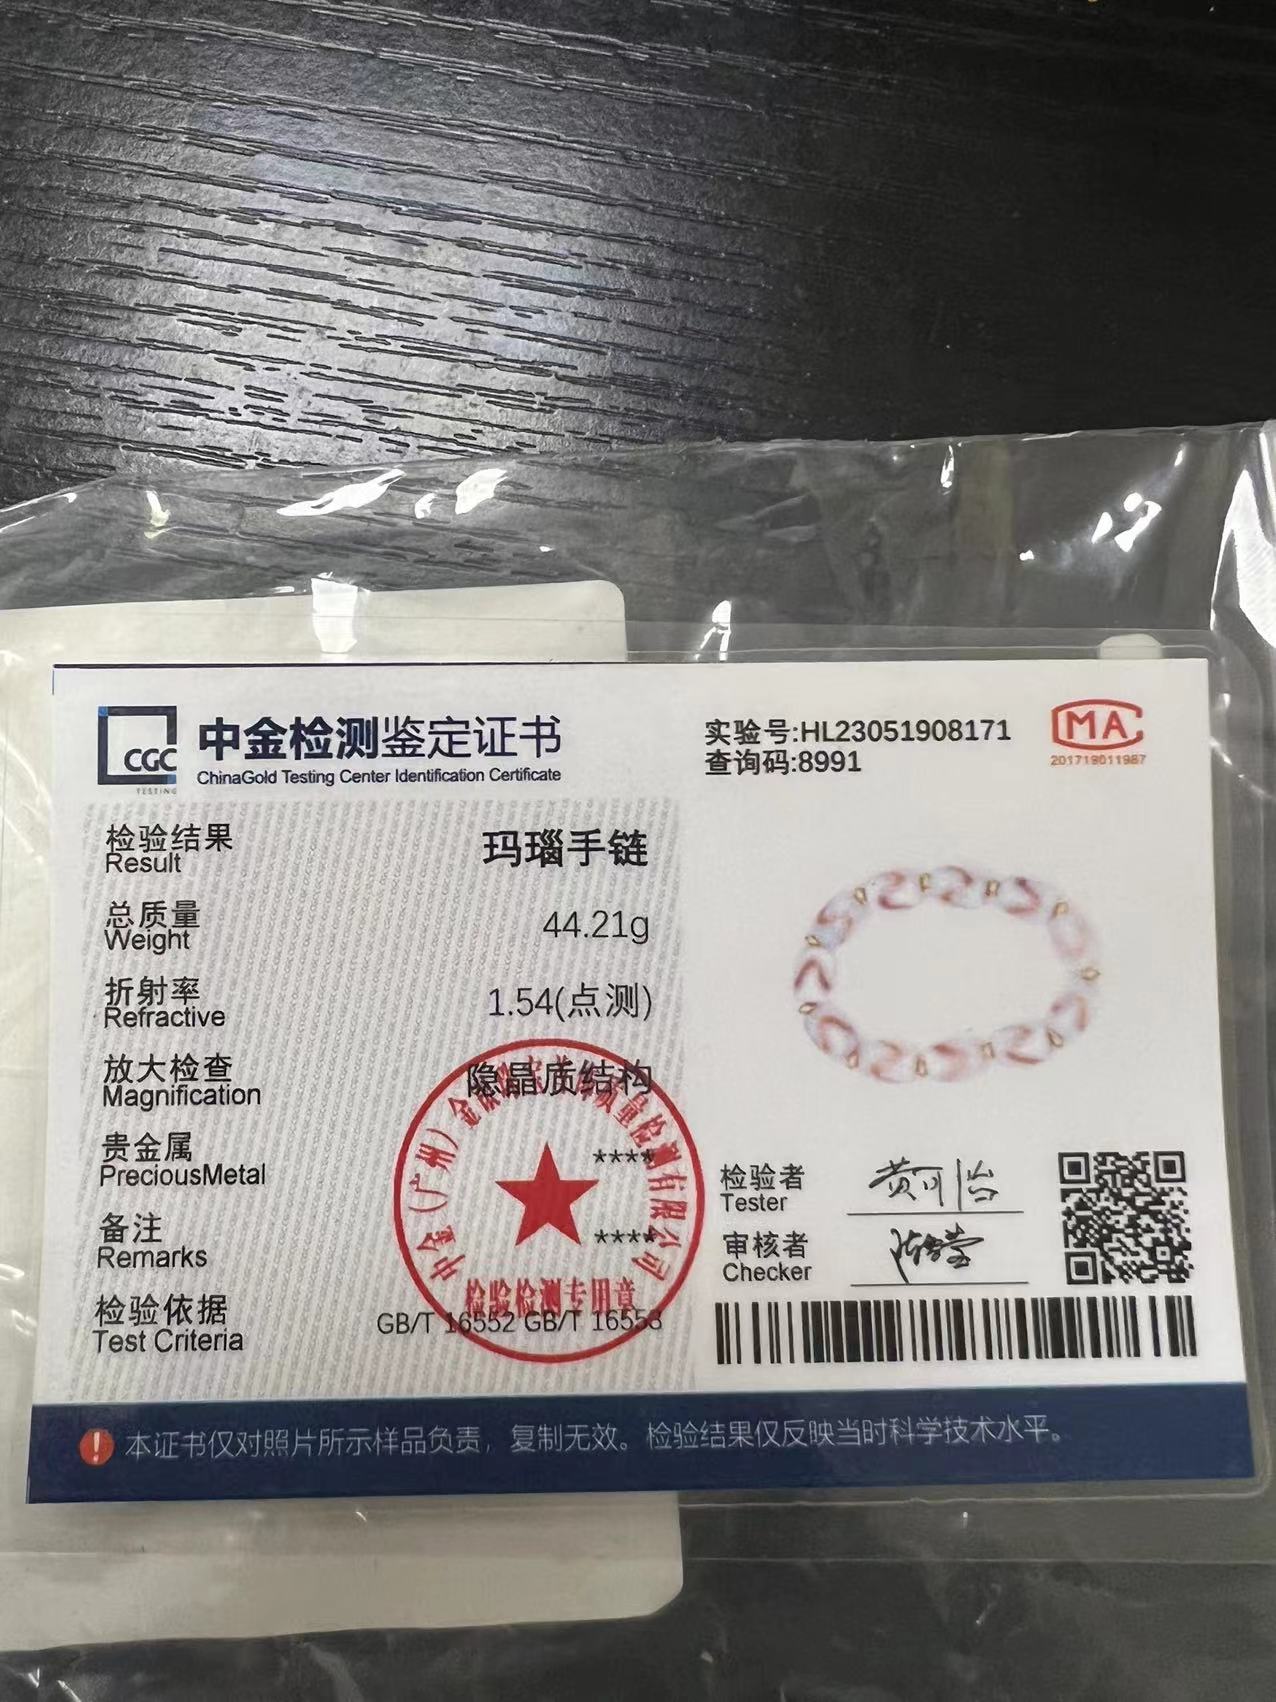 CGC
TESTING
中金检测鉴定证书
ChinaGold Testing Center Identification Certificate
实验号:HL23051908171
查询码:8991
MA
201719011987
检验结果
Result
玛瑙手链
总质量
Weight
44.21g
折射率
Refractive
1.54(点测)
放大检查
Magnification
隐晶质结构
贵金属
PreciousMetal
****
备注
Remarks
****
检验依据
Test Criteria
GB/T 16552 GB/T 16553
检验检测专用章
检验者
Tester
审核者
Checker
本证书仅对照片所示样品负责，复制无效。检验结果仅反映当时科学技术水平。